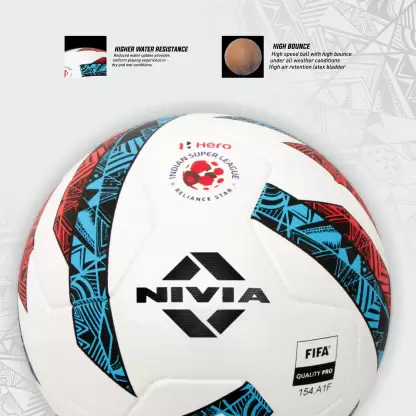 HIGHER WATER RESISTANCE
Reduced water uptake provides
uniform playing experience in
dry and wet conditions
HIGH BOUNCE
High speed ball with high bounce
under all weather condtions
High air retention latex bladder
Hero
INDIAN SUPER LEAGUE
RELIANCE STAR
NIVIA
FIFA
QUALITY PRO
154.A1F